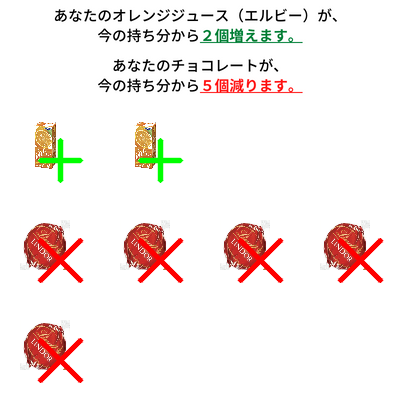 あなたのオレンジジュース（エルビー）が、
今の持ち分から２個増えます。
あなたのチョコレートが、
今の持ち分から５個減ります。
LINDOR
LINDOR
LINDOR
LINDOR
LINDOR